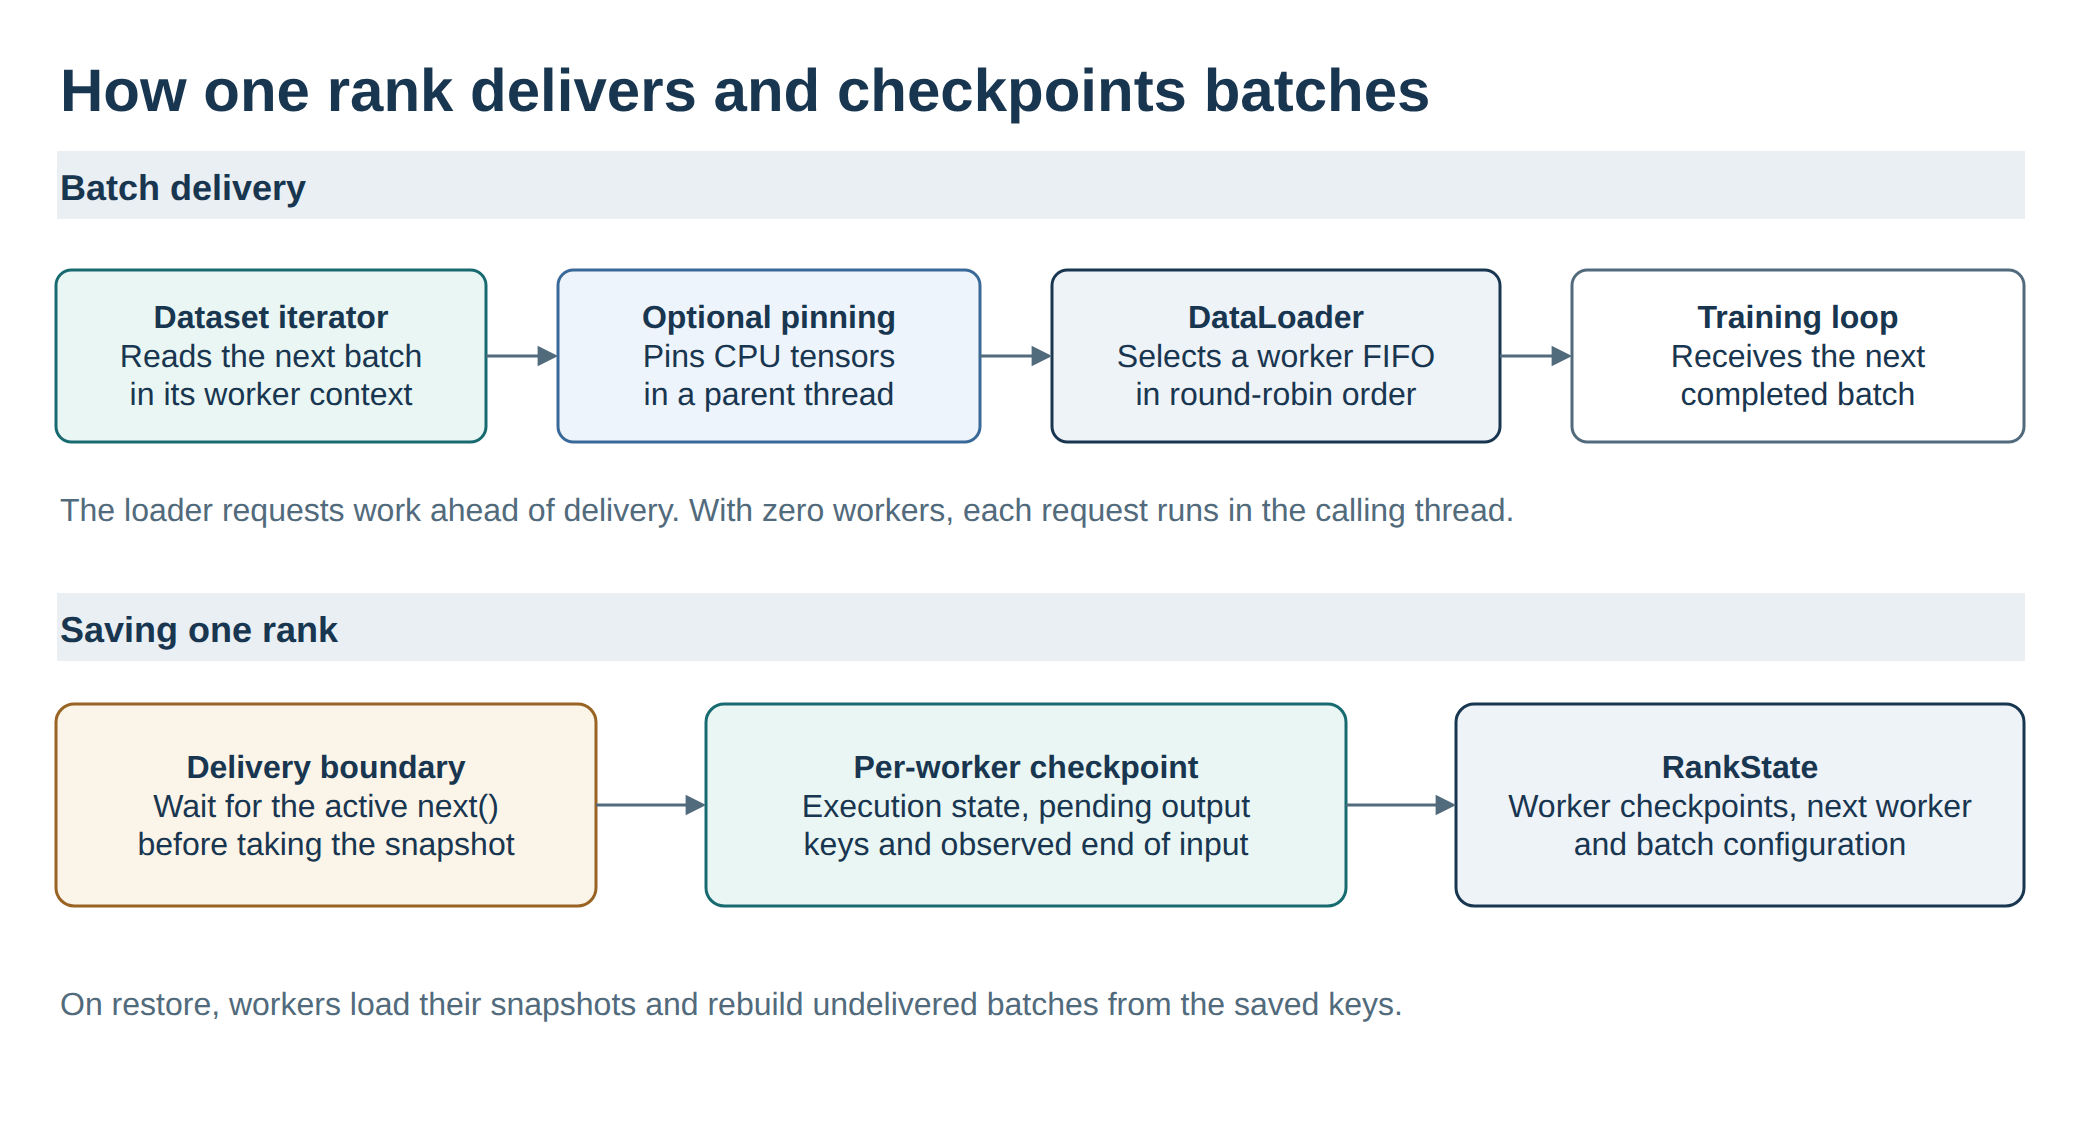 How one rank delivers and checkpoints batches
Batch delivery
Dataset iterator
Reads the next batch
in its worker context
Optional pinning
Pins CPU tensors
in a parent thread
DataLoader
Selects a worker FIFO
in round-robin order
Training loop
Receives the next
completed batch
The loader requests work ahead of delivery. With zero workers, each request runs in the calling thread.
Saving one rank
Delivery boundary
Wait for the active next()
before taking the snapshot
Per-worker checkpoint
Execution state, pending output
keys and observed end of input
RankState
Worker checkpoints, next worker
and batch configuration
On restore, workers load their snapshots and rebuild undelivered batches from the saved keys.